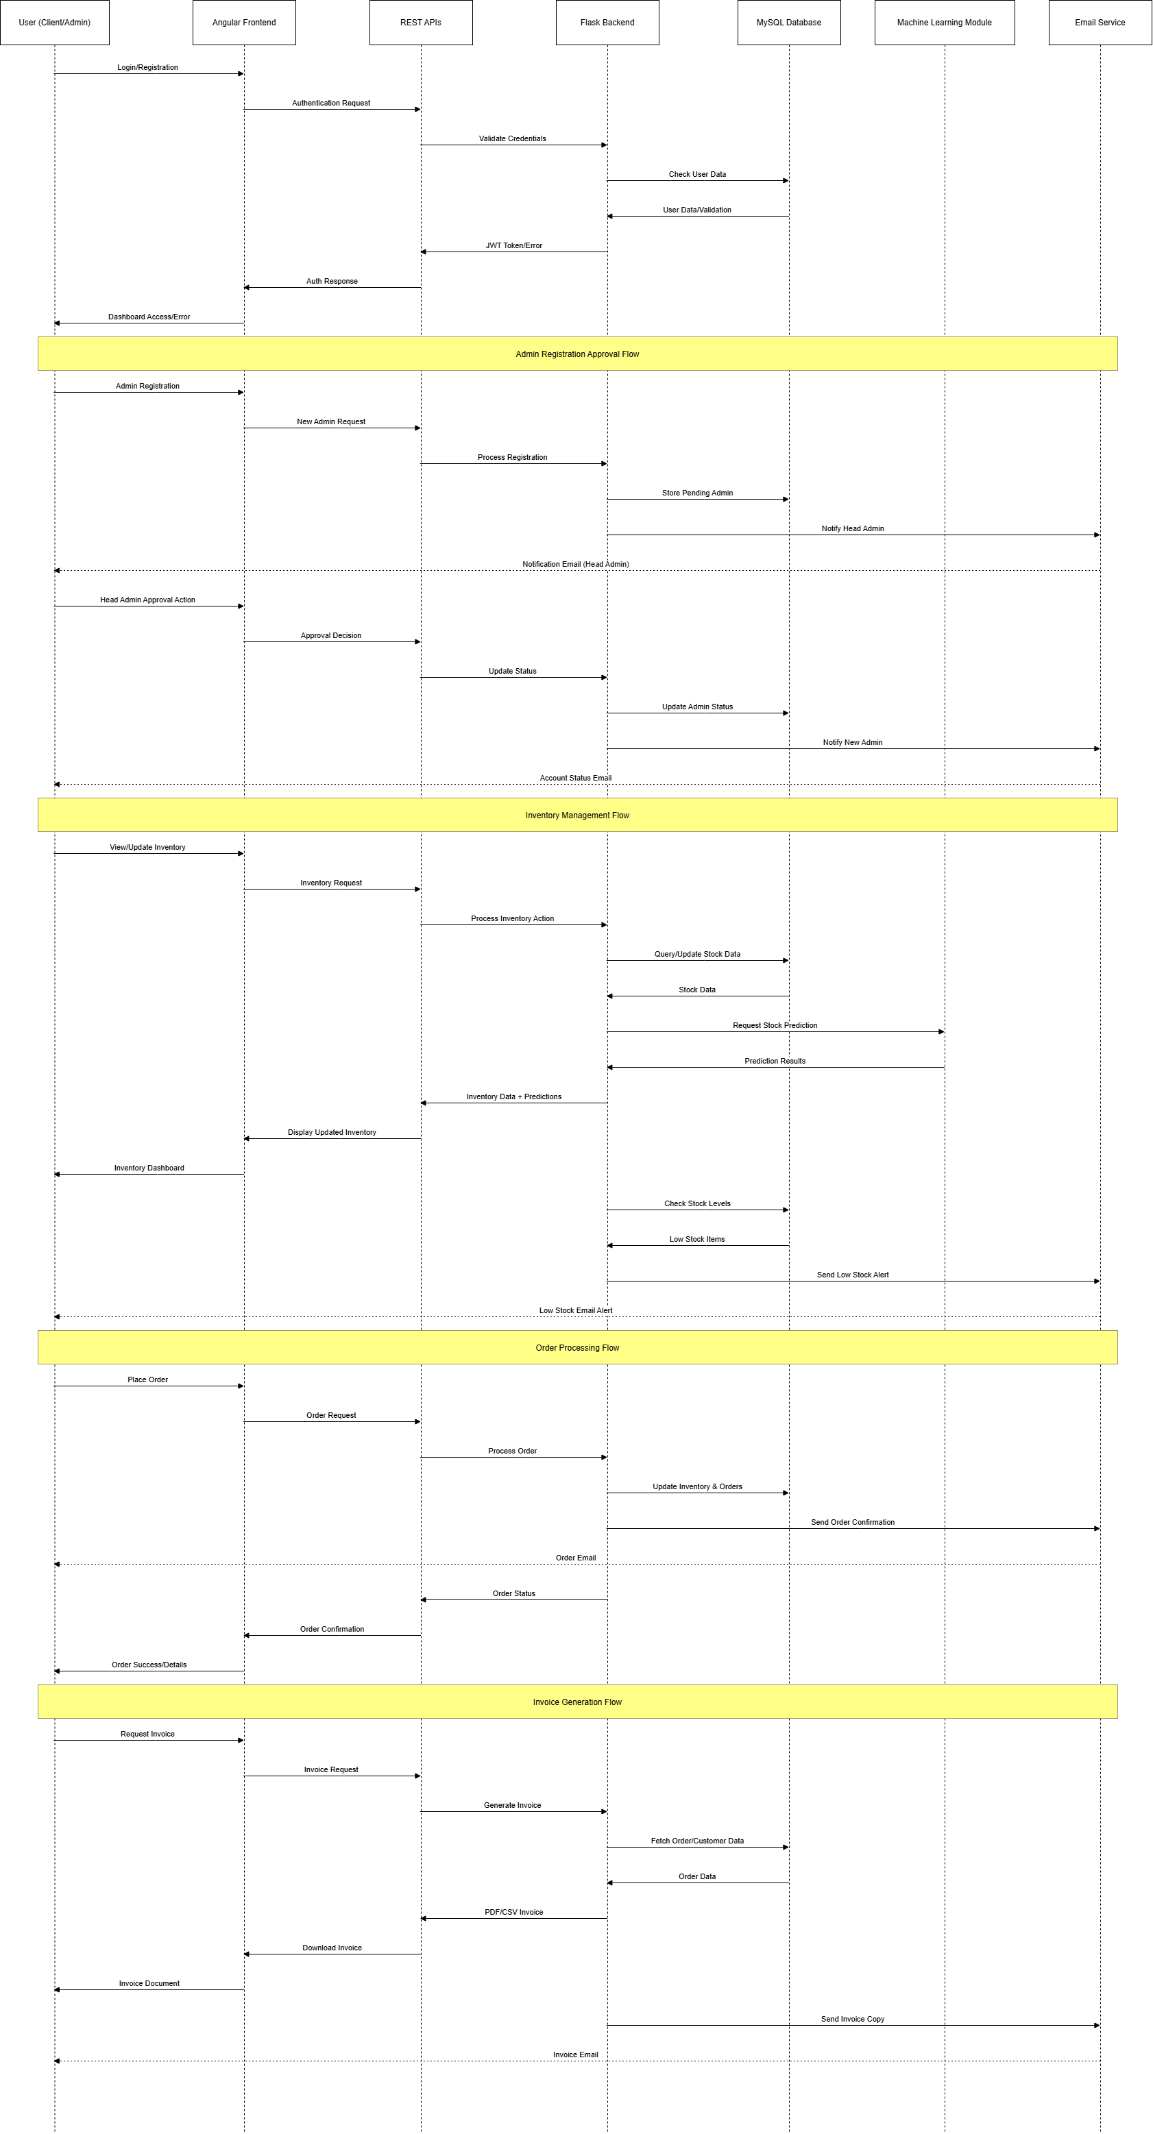 User (Client/Admin)
Angular Frontend
REST APIs
Flask Backend
MySQL Database
Machine Learning Module
Email Service
Login/Registration
Authentication Request
Validate Credentials
Check User Data
User Data/Validation
JWT Token/Error
Auth Response
Dashboard Access/Error
Admin Registration Approval Flow
Admin Registration
New Admin Request
Process Registration
Store Pending Admin
Notify Head Admin
Notification Email (Head Admin)
Head Admin Approval Action
Approval Decision
Update Status
Update Admin Status
Notify New Admin
Account Status Email
Inventory Management Flow
View/Update Inventory
Inventory Request
Process Inventory Action
Query/Update Stock Data
Stock Data
Request Stock Prediction
Prediction Results
Inventory Data + Predictions
Display Updated Inventory
Inventory Dashboard
Check Stock Levels
Low Stock Items
Send Low Stock Alert
Low Stock Email Alert
Order Processing Flow
Place Order
Order Request
Process Order
Update Inventory & Orders
Send Order Confirmation
Order Email
Order Status
Order Confirmation
Order Success/Details
Invoice Generation Flow
Request Invoice
Invoice Request
Generate Invoice
Fetch Order/Customer Data
Order Data
PDF/CSV Invoice
Download Invoice
Invoice Document
Send Invoice Copy
Invoice Email